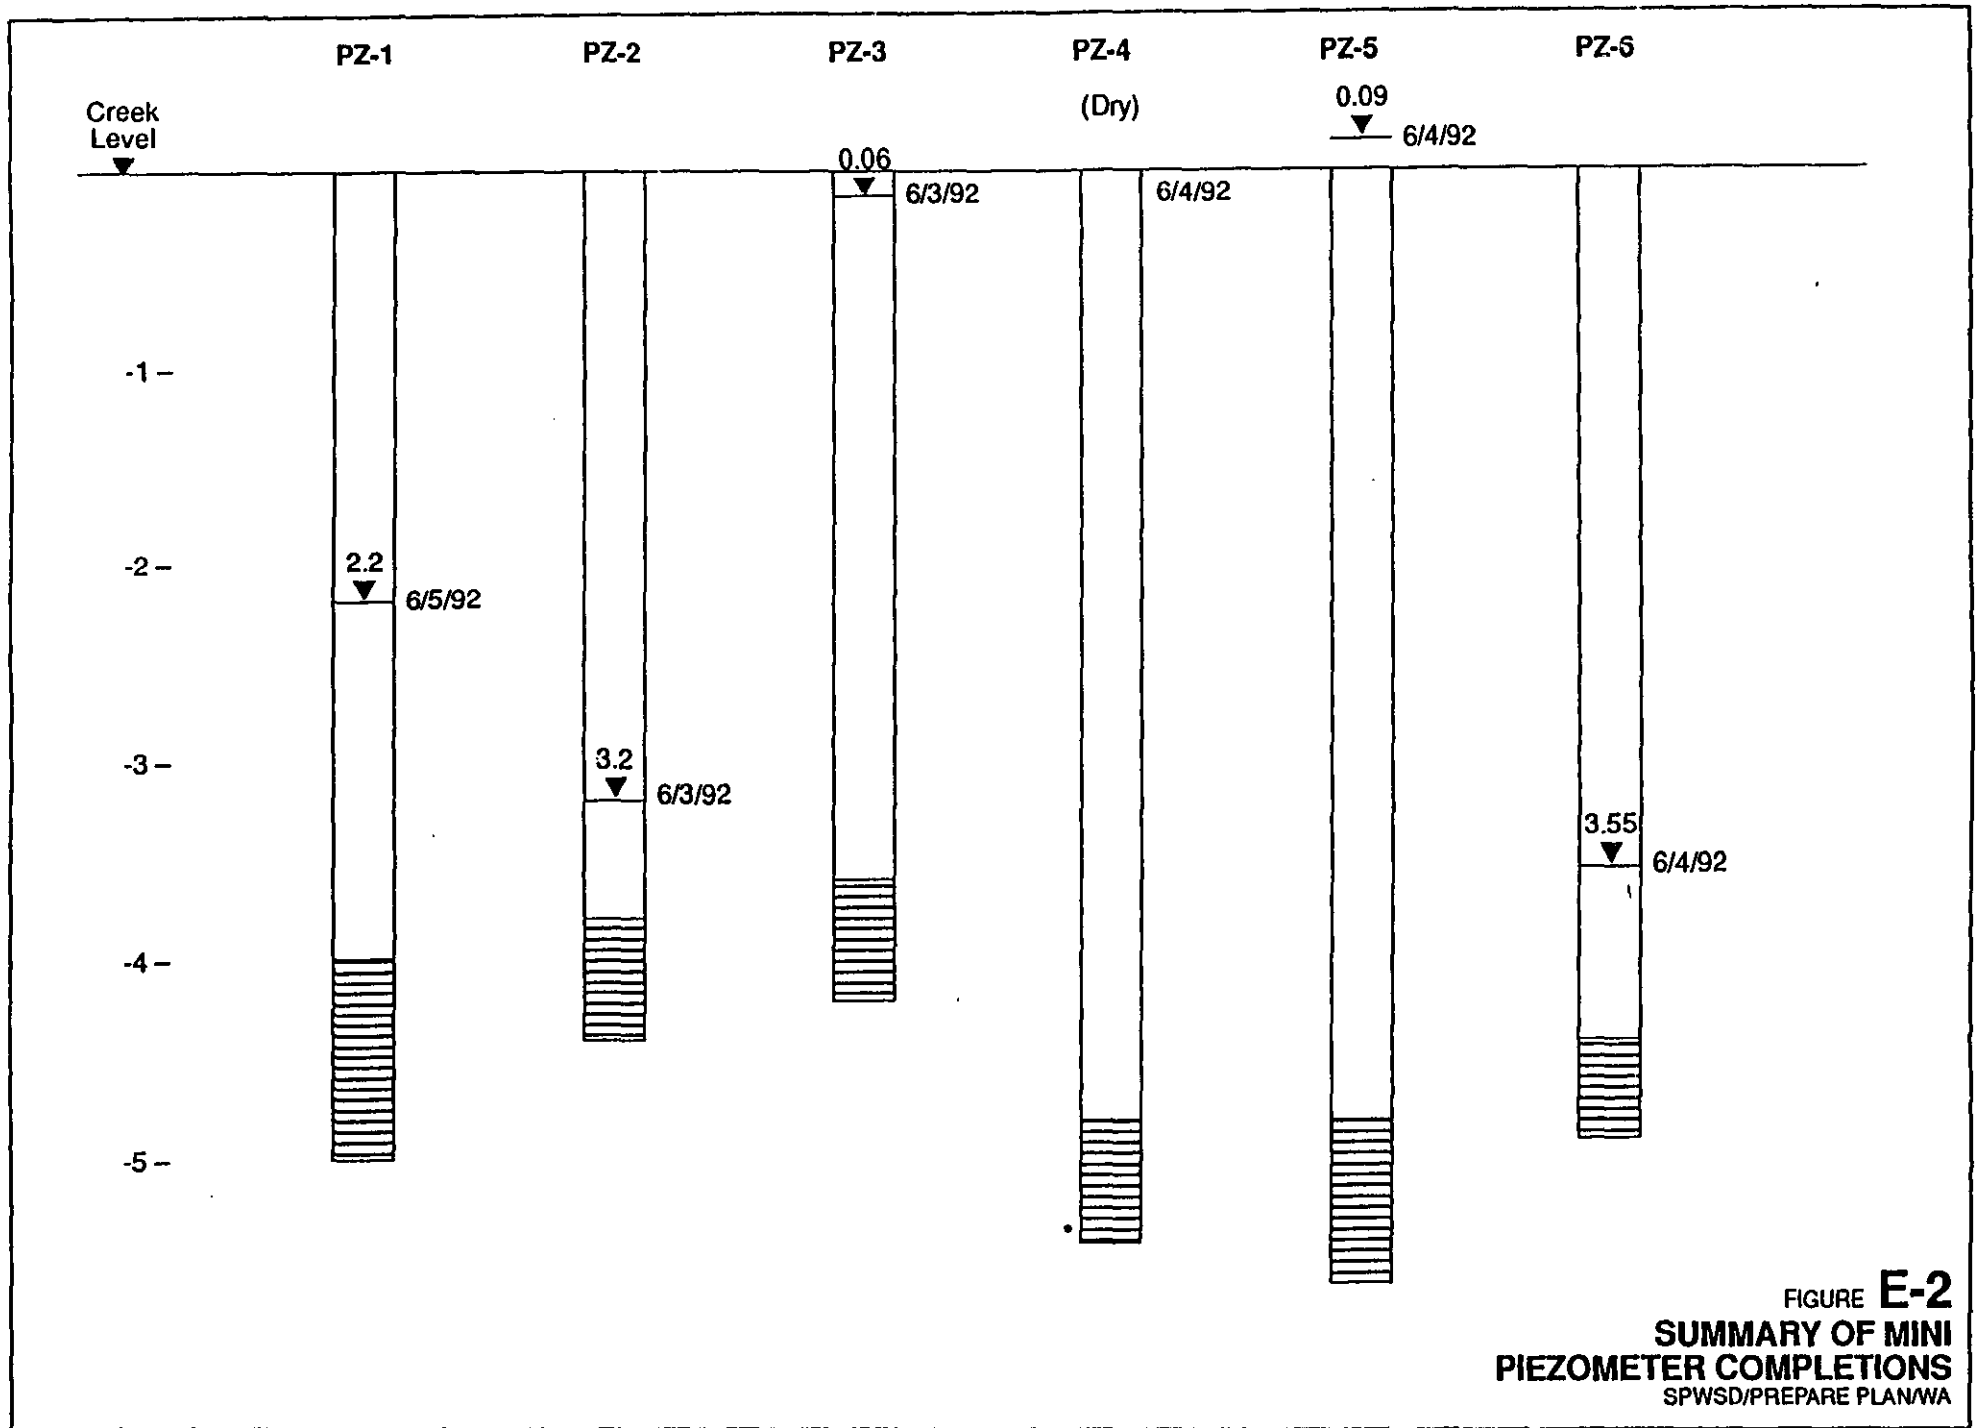 PZ-1 PZ-2 PZ-3 PZ-4 PZ-5 PZ-6
(Dry)
0.09
6/4/92
Creek
Level
0.06
6/3/92
6/4/92
-1
-2
2.2
6/5/92
-3
3.2
6/3/92
3.55
6/4/92
-4
-5
FIGURE E-2
SUMMARY OF MINI
PIEZOMETER COMPLETIONS
SPWSD/PREPARE PLAN/WA